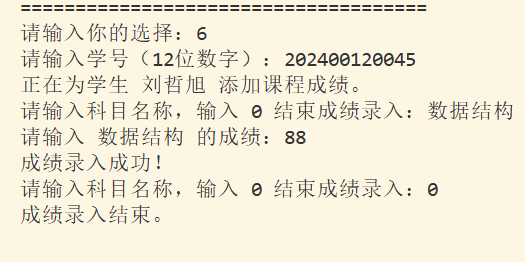 =====================================
请输入你的选择：6
请输入学号（12位数字）：202400120045
正在为学生 刘哲旭 添加课程成绩。
请输入科目名称，输入 0 结束成绩录入：数据结构
请输入 数据结构 的成绩：88
成绩录入成功！
请输入科目名称，输入 0 结束成绩录入：0
成绩录入结束。